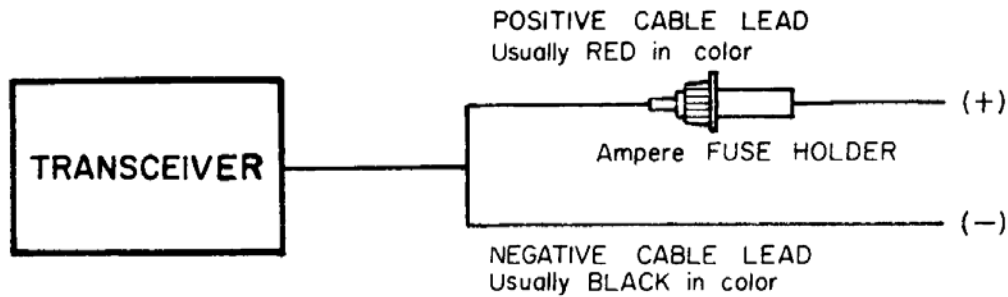 POSITIVE CABLE LEAD
Usually RED in color
(+)
TRANSCEIVER
Ampere FUSE HOLDER
(−)
NEGATIVE CABLE LEAD
Usually BLACK in color